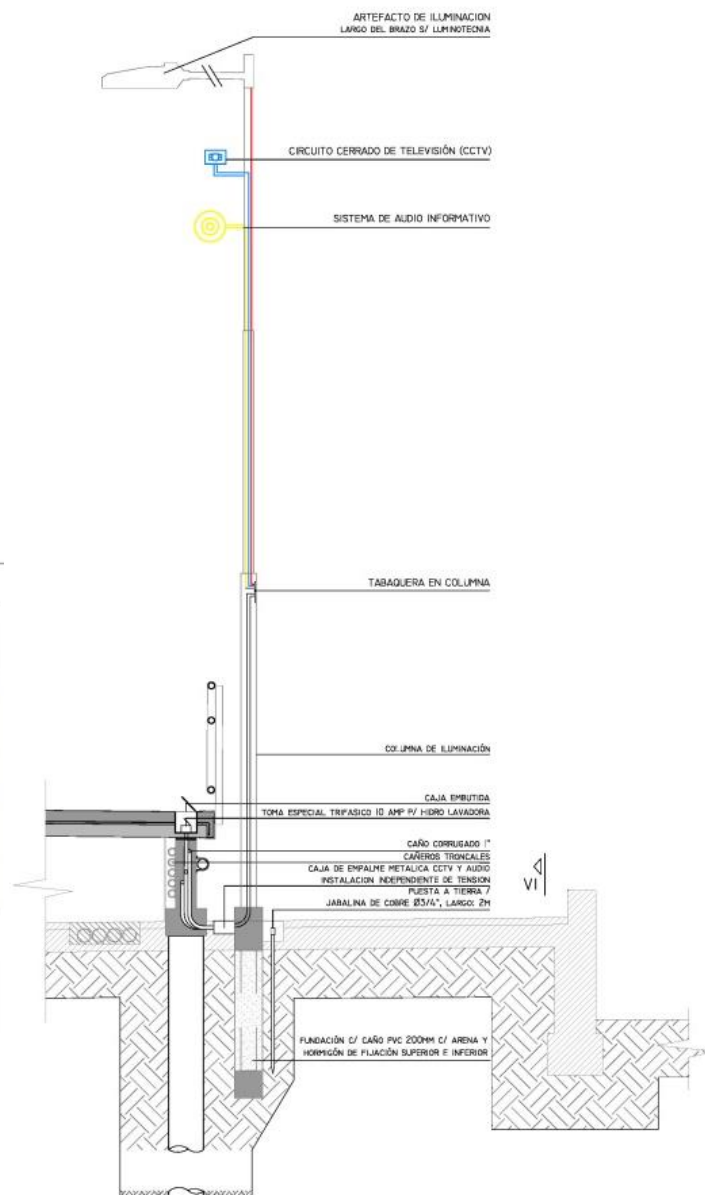 ARTEFACTO DE ILUMINACION
LARGO DEL BRAZO S/ LUMINOTECNIA
CIRCUITO CERRADO DE TELEVISIÓN (CCTV)
SISTEMA DE AUDIO INFORMATIVO
TABAQUERA EN COLUMNA
COLUMNA DE ILUMINACIÓN
CAJA EMBUTIDA
TOMA ESPECIAL TRIFASICO 10 AMP P/ HIDRO LAVADORA
CAÑO CORRUGADO 1"
CAÑEROS TRONCALES
CAJA DE EMPALME METALICA CCTV Y AUDIO
INSTALACION INDEPENDIENTE DE TENSION
PUESTA A TIERRA /
JABALINA DE COBRE Ø3/4", LARGO: 2M
VI
FUNDACIÓN C/ CAÑO PVC 200MM C/ ARENA Y
HORMIGÓN DE FIJACIÓN SUPERIOR E INFERIOR